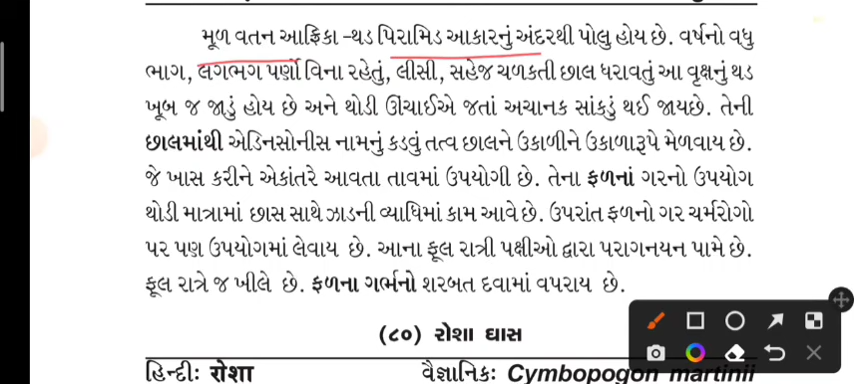 મૂળ વતન આફ્રિકા -થડ પિરામિડ આકારનું અંદરથી પોલુ હોય છે. વર્ષનો વધુ
ભાગ, લગભગ પર્ણો વિના રહેતું, લીસી, સહેજ ચળકતી છાલ ધરાવતું આ વૃક્ષનું થડ
ખૂબ જ જાડું હોય છે અને થોડી ઊંચાઈએ જતાં અચાનક સાંકડું થઈ જાયછે. તેની
છાલમાંથી એડિનસોનીસ નામનું કડવું તત્વ છાલને ઉકાળીને ઉકાળારૂપે મેળવાય છે.
જે ખાસ કરીને એકાંતરે આવતા તાવમાં ઉપયોગી છે. તેના ફળનાં ગરનો ઉપયોગ
થોડી માત્રામાં છાસ સાથે ઝાડની વ્યાધિમાં કામ આવે છે. ઉપરાંત ફળનો ગર ચર્મરોગો
પર પણ ઉપયોગમાં લેવાય છે. આના ફૂલ રાત્રી પક્ષીઓ દ્વારા પરાગનયન પામે છે.
ફૂલ રાત્રે જ ખીલે છે. ફળના ગર્ભનો શરબત દવામાં વપરાય છે.
(૮૦) રોશા ઘાસ
હિન્દીઃ રોશા વૈજ્ઞાનિકઃ Cymbopogon martinii